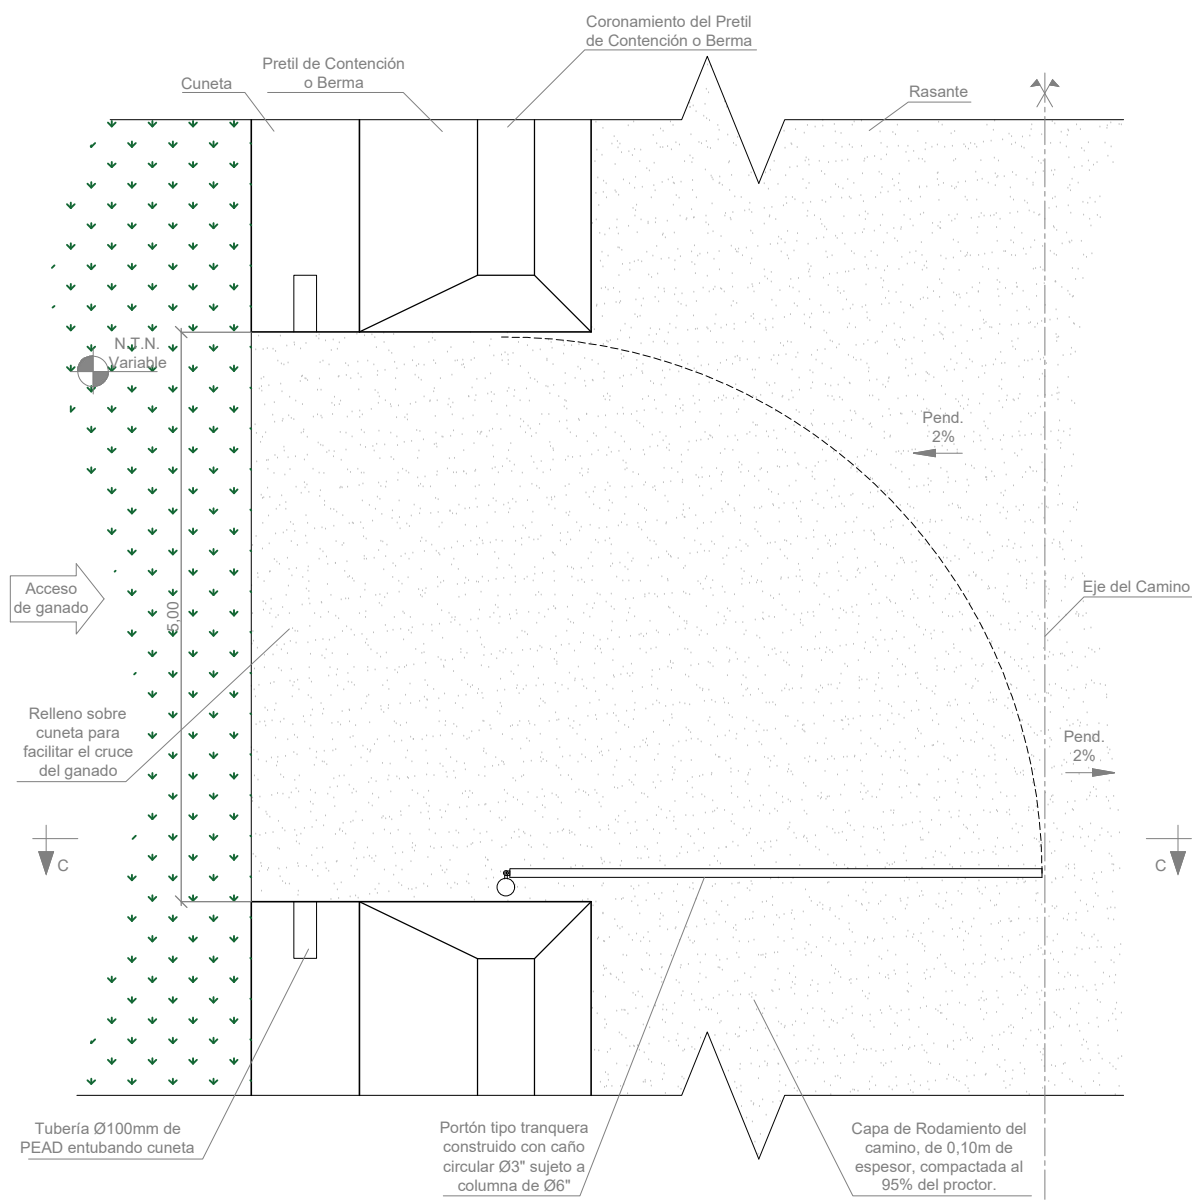 Coronamiento del Pretil
de Contención o Berma
Pretil de Contención
o Berma
Cuneta
Rasante
N.T.N.
Variable
Pend.
2%
Acceso
de ganado
5,00
Eje del Camino
Relleno sobre
cuneta para
facilitar el cruce
del ganado
Pend.
2%
C
C
Tubería Ø100mm de
PEAD entubando cuneta
Portón tipo tranquera
construido con caño
circular Ø3" sujeto a
columna de Ø6"
Capa de Rodamiento del
camino, de 0,10m de
espesor, compactada al
95% del proctor.